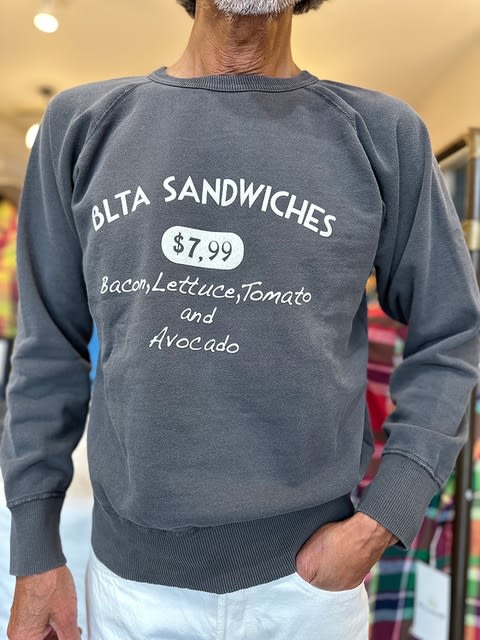 BLTA SANDWICHES
$7,99
Bacon,Lettuce,Tomato
and
Avocado